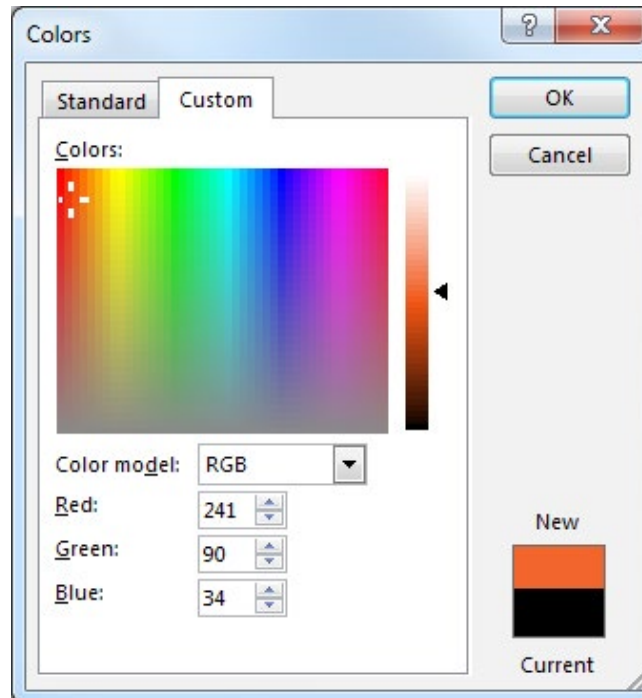 Colors
Standard
Custom
OK
Cancel
Colors:
Color model: RGB
Red: 241
Green: 90
Blue: 34
New
Current